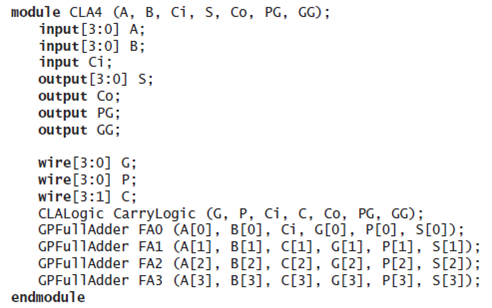 module CLA4 (A, B, Ci, S, Co, PG, GG);
input[3:0] A;
input[3:0] B;
input Ci;
output[3:0] S;
output Co;
output PG;
output GG;
wire[3:0] G;
wire[3:0] P;
wire[3:1] C;
CLALogic CarryLogic (G, P, Ci, C, Co, PG, GG);
GPFullAdder FA0 (A[0], B[0], Ci, G[0], P[0], S[0]);
GPFullAdder FA1 (A[1], B[1], C[1], G[1], P[1], S[1]);
GPFullAdder FA2 (A[2], B[2], C[2], G[2], P[2], S[2]);
GPFullAdder FA3 (A[3], B[3], C[3], G[3], P[3], S[3]);
endmodule